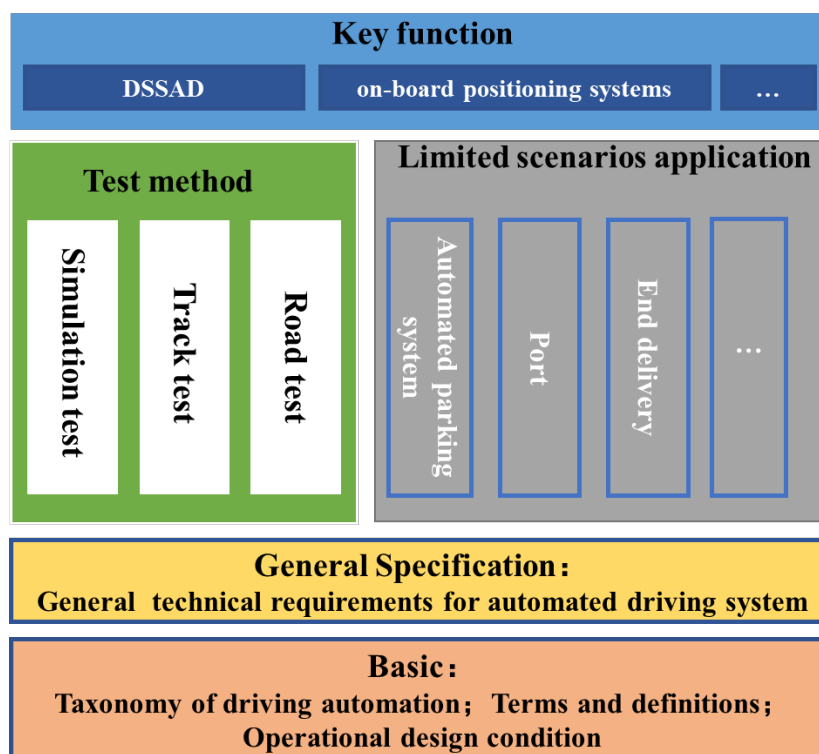 Key function
DSSAD
on-board positioning systems
...
Test method
Simulation test
Track test
Road test
Limited scenarios application
Automated parking
system
Port
End delivery
...
General Specification：
General technical requirements for automated driving system
Basic：
Taxonomy of driving automation；Terms and definitions；
Operational design condition